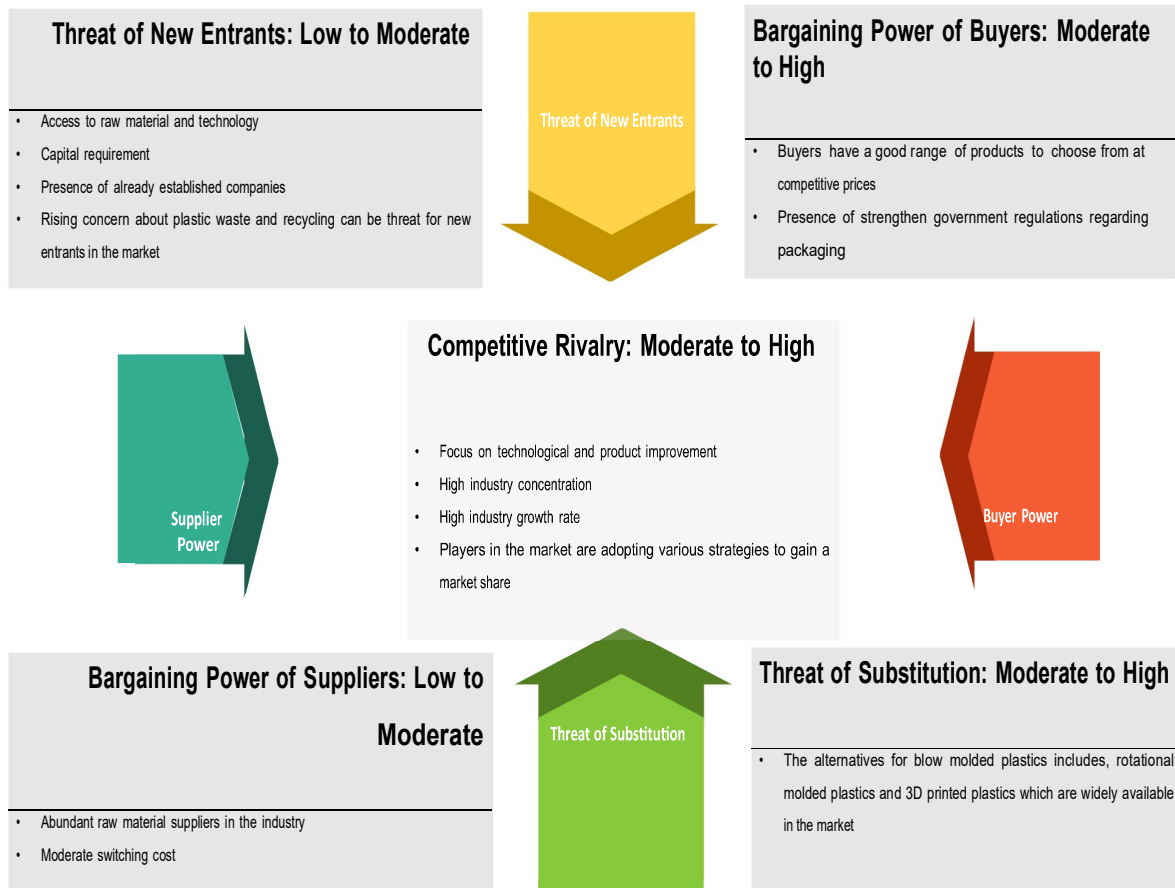 Threat of New Entrants: Low to Moderate
• Access to raw material and technology
• Capital requirement
• Presence of already established companies
• Rising concern about plastic waste and recycling can be threat for new
entrants in the market
Threat of New Entrants
Bargaining Power of Buyers: Moderate
to High
• Buyers have a good range of products to choose from at
competitive prices
• Presence of strengthen government regulations regarding
packaging
Supplier
Power
Competitive Rivalry: Moderate to High
• Focus on technological and product improvement
• High industry concentration
• High industry growth rate
• Players in the market are adopting various strategies to gain a
market share
Buyer Power
Bargaining Power of Suppliers: Low to
Moderate
• Abundant raw material suppliers in the industry
• Moderate switching cost
Threat of Substitution
Threat of Substitution: Moderate to High
• The alternatives for blow molded plastics includes, rotational
molded plastics and 3D printed plastics which are widely available
in the market